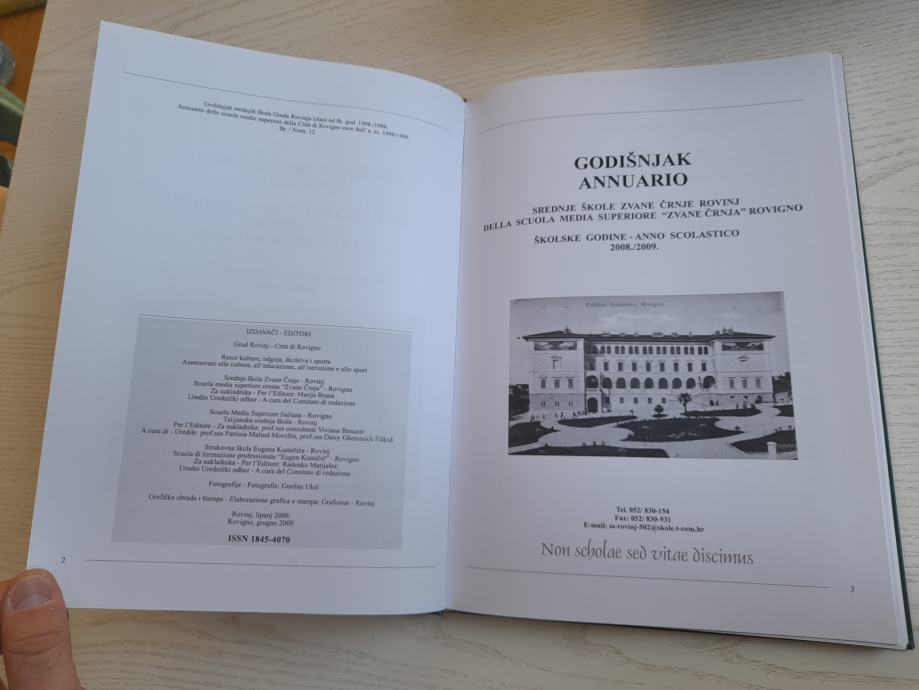 Godišnjak srednjih škola Grada Rovinja izlazi od šk. god. 1998./1999.
Annuario delle scuole medie superiori della Città di Rovigno esce dall' a. sc. 1998/1999.
Br. / Num. 12
IZDAVAČI - EDITORI
Grad Rovinj - Città di Rovigno
Resor kulture, odgoja, školstva i sporta
Assessorato alla cultura, all'educazione, all'istruzione e allo sport
Srednja škola Zvane Črnje - Rovinj
Scuola media superiore croata "Zvane Črnja" - Rovigno
Za nakladnika - Per l'Editore: Marija Brana
Uredio Urednički odbor - A cura del Comitato di redazione
Scuola Media Superiore Italiana - Rovigno
Talijanska srednja škola - Rovinj
Per l'Editore - Za nakladnika: prof.ssa consulente Viviana Benussi
A cura di - Uredile: prof.ssa Patrizia Malusà Morožin, prof.ssa Daisy Ghersinich Fiškuš
Strukovna škola Eugena Kumičića - Rovinj
Scuola di formazione professionale "Eugen Kumičić" - Rovigno
Za nakladnika - Per l'Editore: Radenko Matijašec
Uredio Urednički odbor - A cura del Comitato di redazione
Fotografije - Fotografie: Gordan Ukić
Grafička obrada i štampa - Elaborazione grafica e stampa: Grafomat - Rovinj
Rovinj, lipanj 2009.
Rovigno, giugno 2009
ISSN 1845-4070
2
GODIŠNJAK
ANNUARIO
SREDNJE ŠKOLE ZVANE ČRNJE ROVINJ
DELLA SCUOLA MEDIA SUPERIORE "ZVANE ČRNJA" ROVIGNO
ŠKOLSKE GODINE - ANNO SCOLASTICO
2008./2009.
Edifizio Scolastico, Rovigno.
Tel. 052/ 830-154
Fax: 052/ 830-931
E-mail: ss-rovinj-502@skole.t-com.hr
Non scholae sed vitae discimus
3